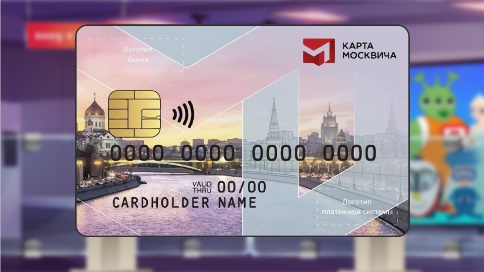 Логотип
банка
КАРТА
МОСКВИЧА
0000 0000 0000 0000
VALID
THRU 00/00
CARDHOLDER NAME
Логотип
платежной системы